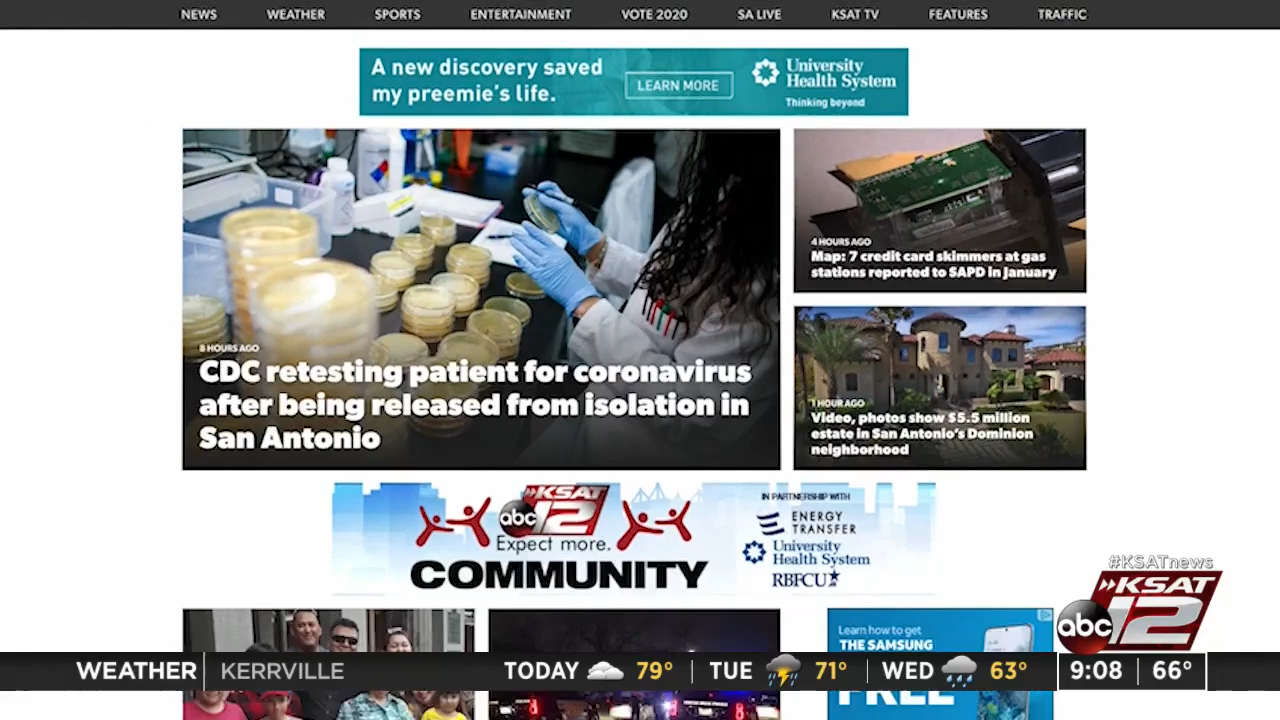 NEWS WEATHER SPORTS ENTERTAINMENT VOTE 2020 SA LIVE KSAT TV FEATURES TRAFFIC
A new discovery saved
my preemie's life.
LEARN MORE
University
Health System
Thinking beyond
8 HOURS AGO
CDC retesting patient for coronavirus
after being released from isolation in
San Antonio
4 HOURS AGO
Map: 7 credit card skimmers at gas
stations reported to SAPD in January
1 HOUR AGO
Video, photos show $5.5 million
estate in San Antonio's Dominion
neighborhood
KSAT
abc 12
Expect more.
COMMUNITY
IN PARTNERSHIP WITH
ENERGY
TRANSFER
University
Health System
RBFCU
Learn how to get
THE SAMSUNG
FREE
#KSATnews
KSAT
abc 12
WEATHER KERRVILLE TODAY 79° TUE 71° WED 63° 9:08 66°